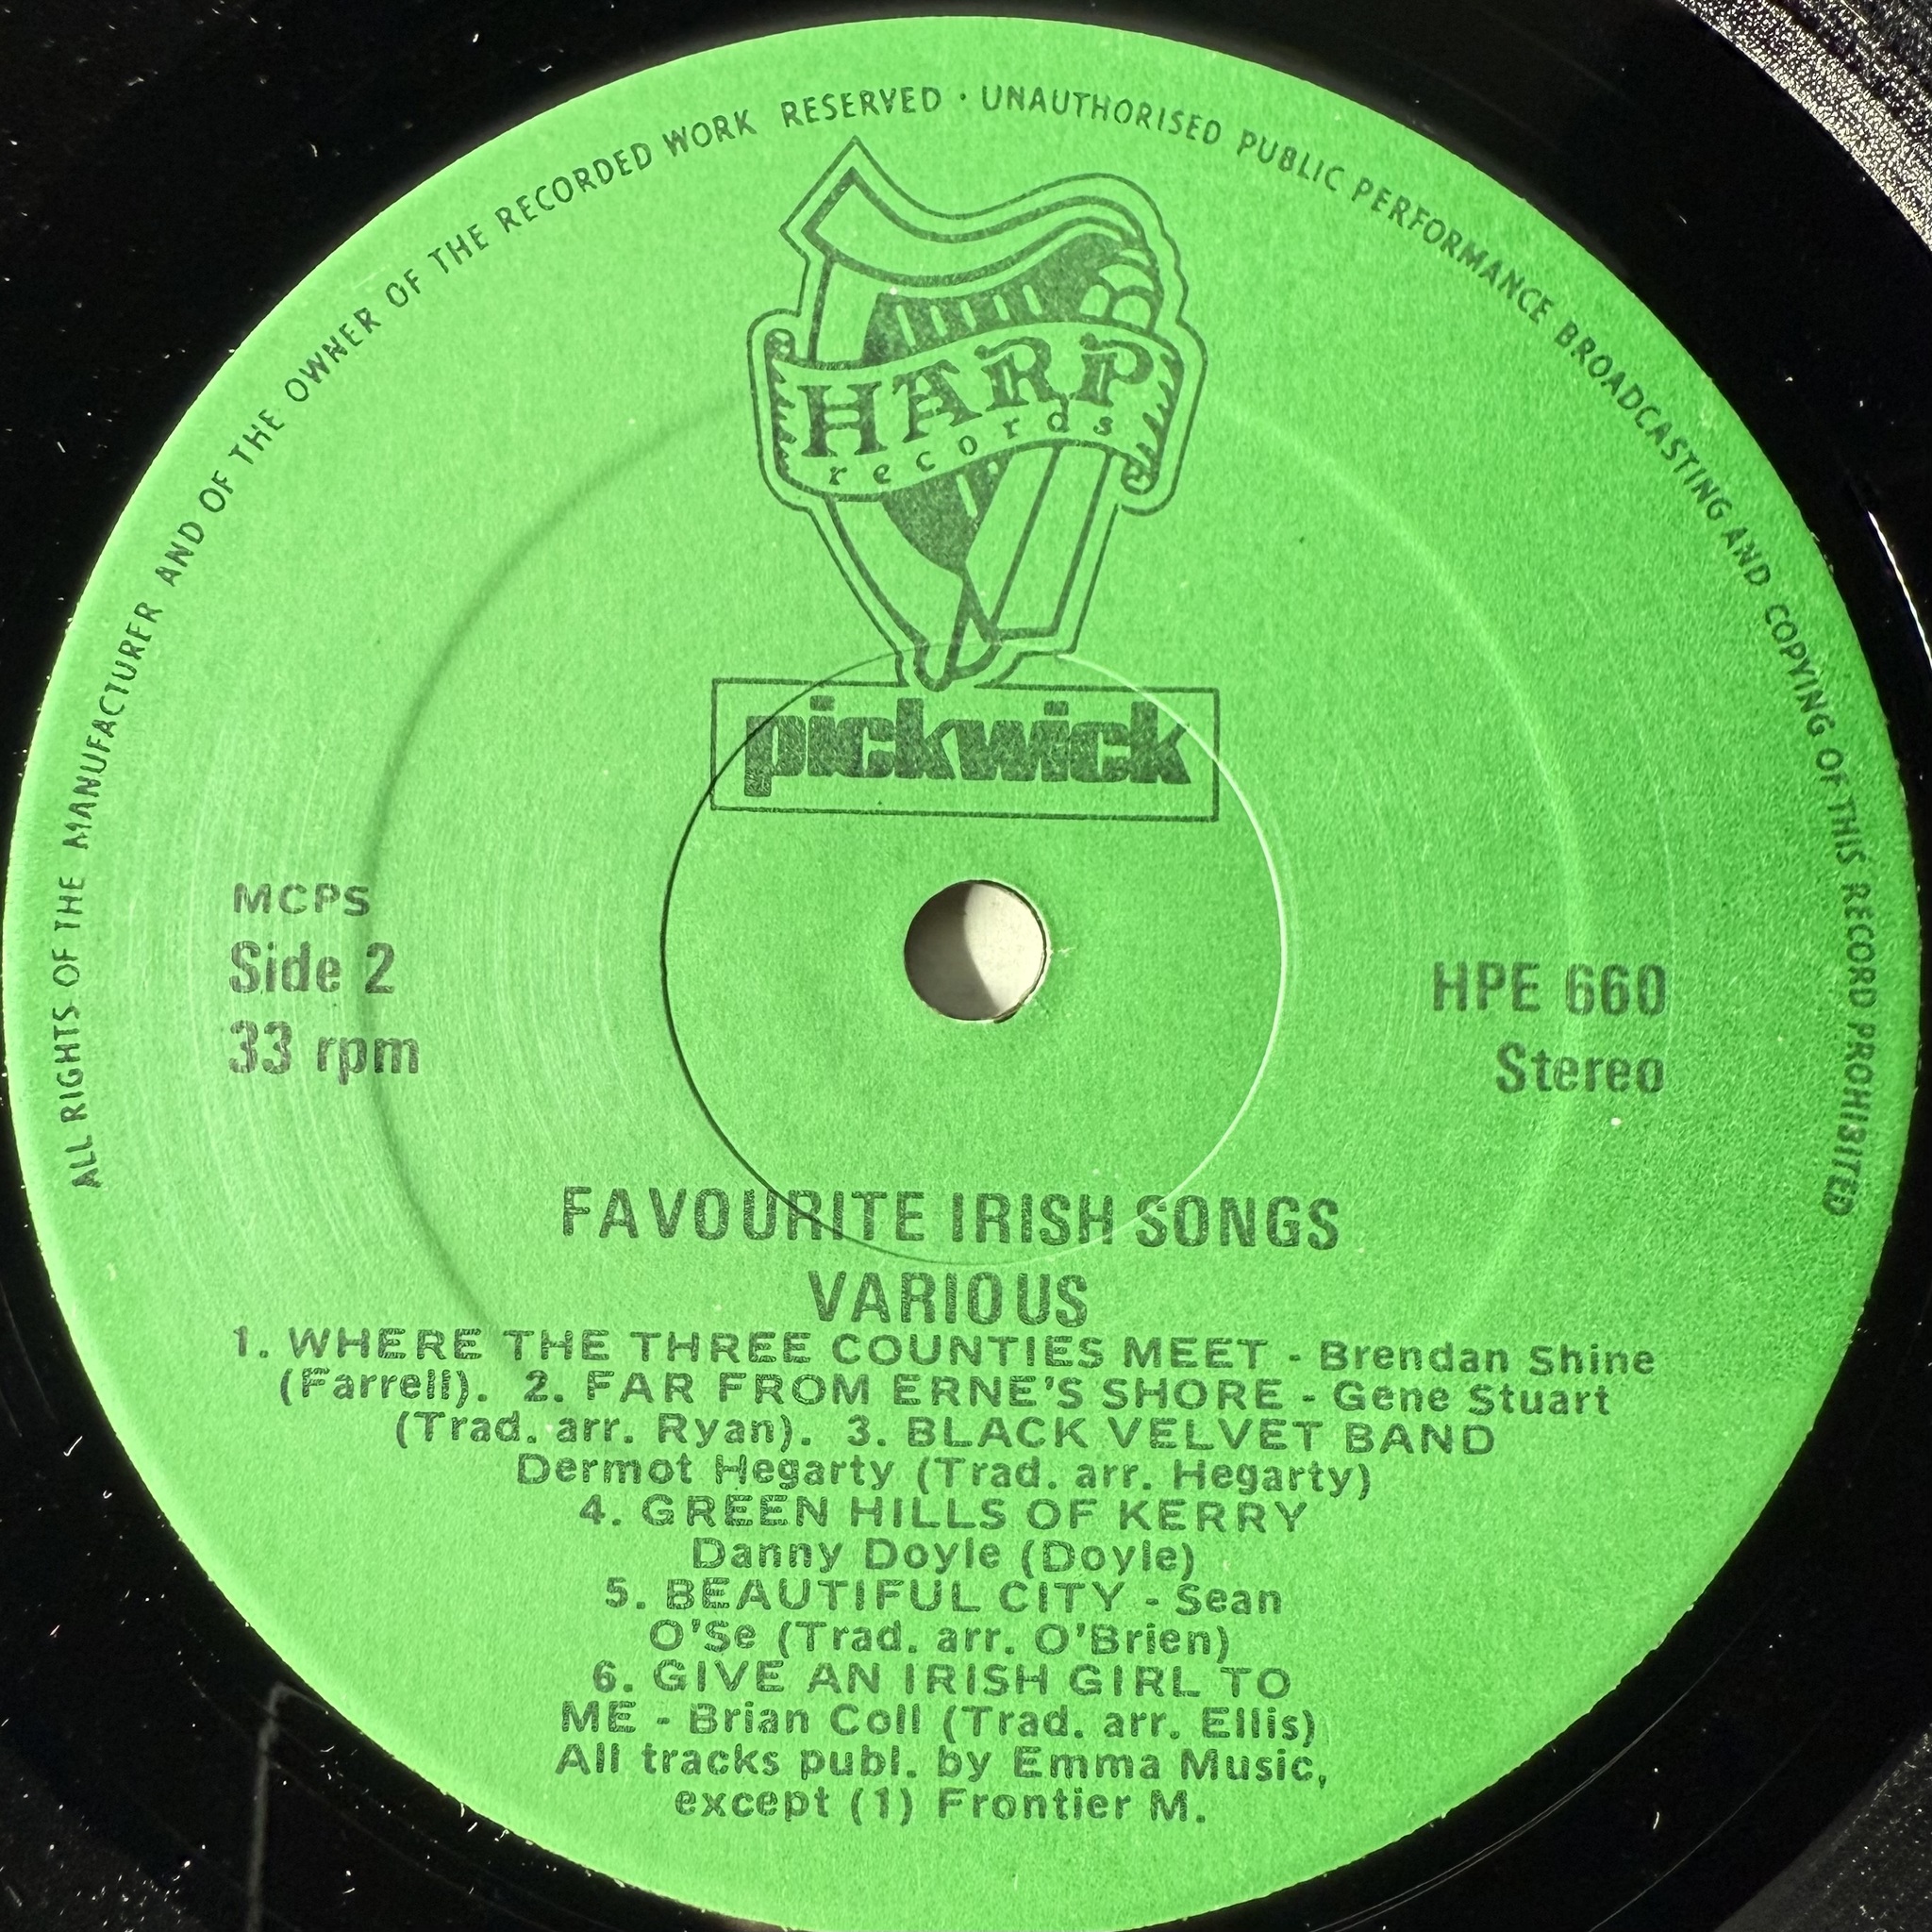 ALL RIGHTS OF THE MANUFACTURER AND OF THE OWNER OF THE RECORDED WORK RESERVED · UNAUTHORISED PUBLIC PERFORMANCE BROADCASTING AND COPYING OF THIS RECORD PROHIBITED
HARP
records
pickwick
MCPS
Side 2
33 rpm
HPE 660
Stereo
FAVOURITE IRISH SONGS
VARIOUS
1. WHERE THE THREE COUNTIES MEET - Brendan Shine
(Farrell). 2. FAR FROM ERNE'S SHORE - Gene Stuart
(Trad. arr. Ryan). 3. BLACK VELVET BAND
Dermot Hegarty (Trad. arr. Hegarty)
4. GREEN HILLS OF KERRY
Danny Doyle (Doyle)
5. BEAUTIFUL CITY - Sean
O'Se (Trad. arr. O'Brien)
6. GIVE AN IRISH GIRL TO
ME - Brian Coll (Trad. arr. Ellis)
All tracks publ. by Emma Music,
except (1) Frontier M.